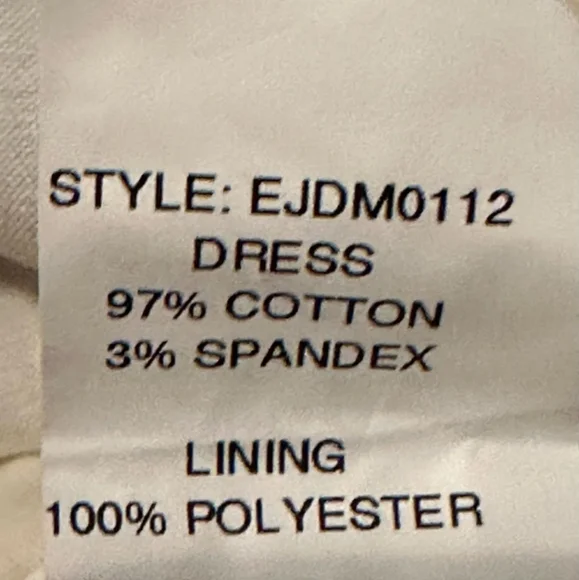 STYLE: EJDM0112
DRESS
97% COTTON
3% SPANDEX
LINING
100% POLYESTER